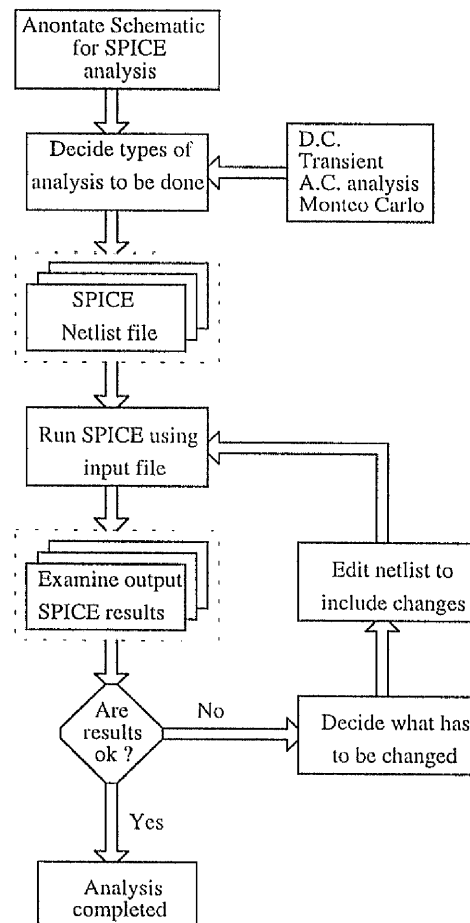 Anontate Schematic
for SPICE
analysis
Decide types of
analysis to be done
D.C.
Transient
A.C. analysis
Monteo Carlo
SPICE
Netlist file
Run SPICE using
input file
Examine output
SPICE results
Edit netlist to
include changes
Are
results
ok ?
No
Decide what has
to be changed
Yes
Analysis
completed